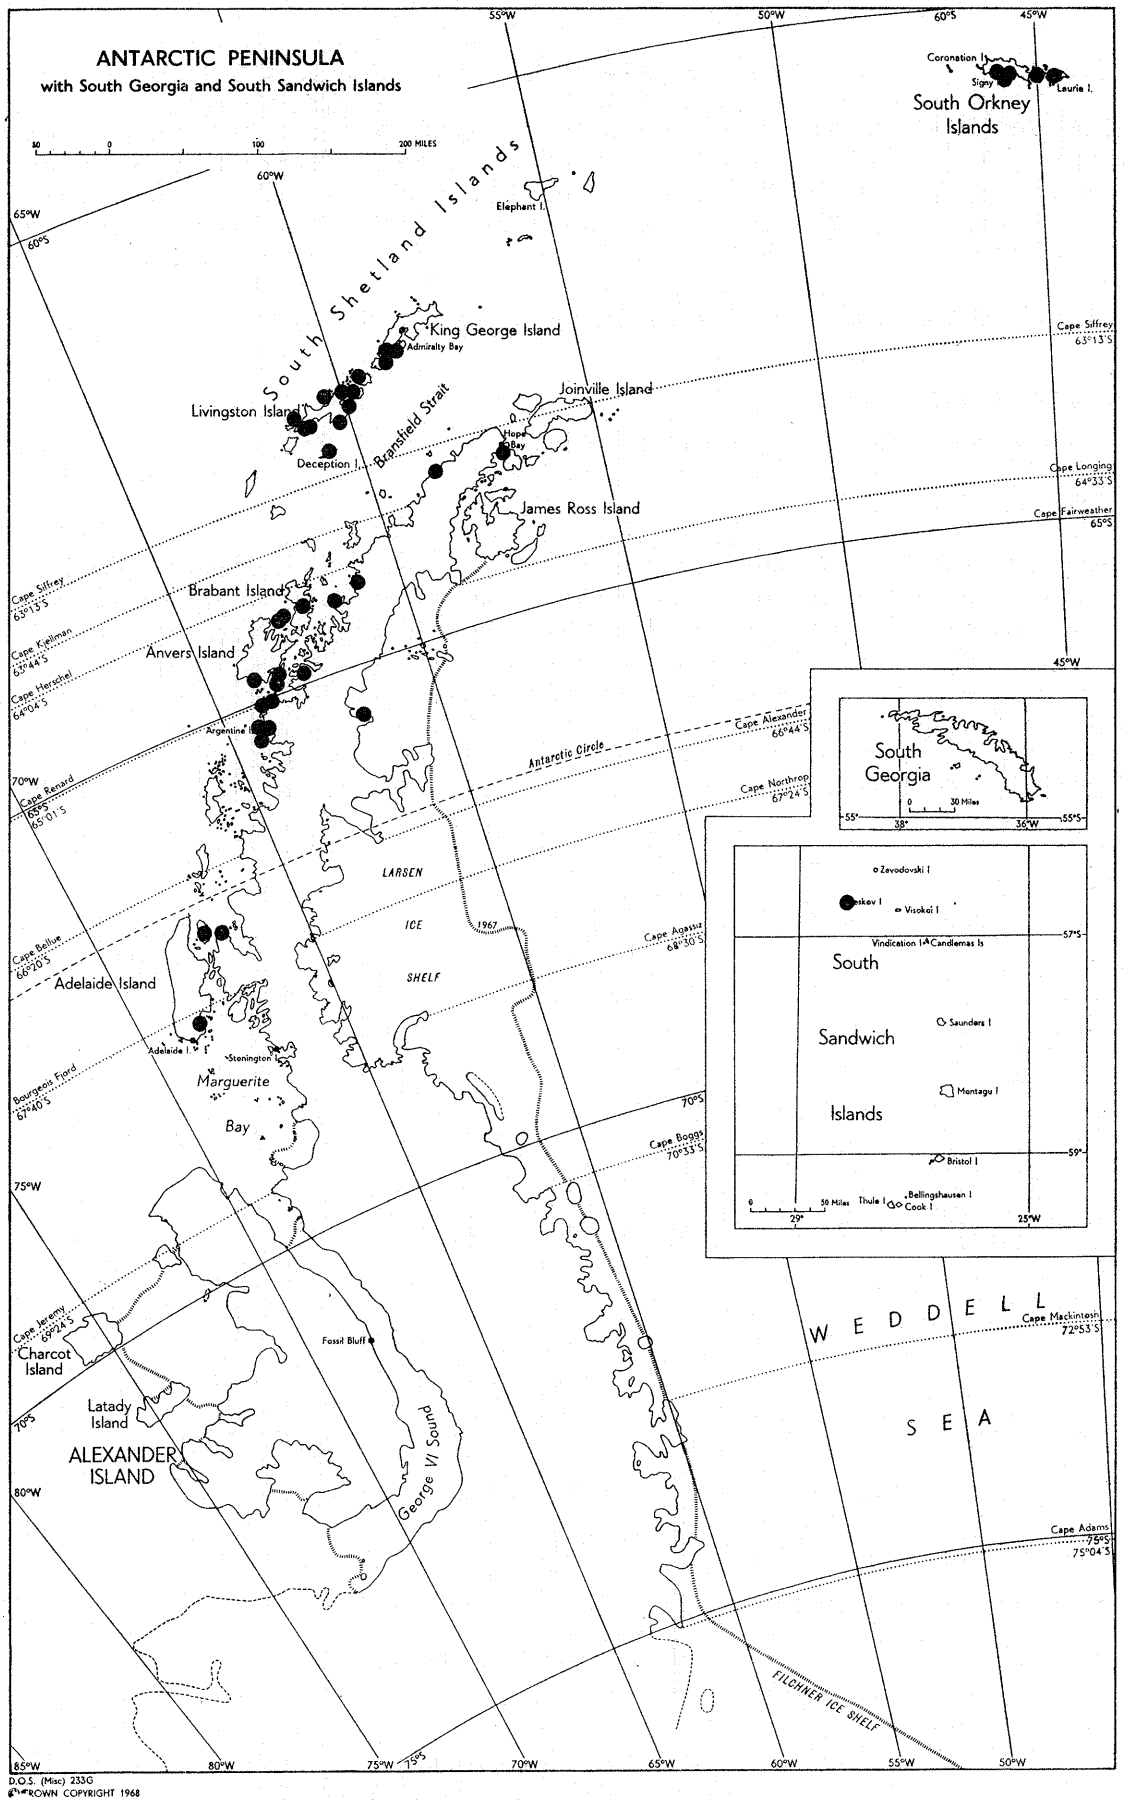 55°W
50°W
60°S
45°W
ANTARCTIC PENINSULA
with South Georgia and South Sandwich Islands
Coronation I.
Signy
Laurie I.
South Orkney
Islands
0
100
200 MILES
60°W
65°W
60°S
South Shetland Islands
Elephant I.
King George Island
Admiralty Bay
Cape Siffrey
63°13'S
Joinville Island
Livingston Island
Bransfield Strait
Hope
Bay
Deception I.
Cape Longing
64°33'S
James Ross Island
Cape Fairweather
65°S
Cape Siffrey
63°13'S
Brabant Island
Cape Kjellman
63°44'S
Anvers Island
Cape Herschel
64°04'S
45°W
Argentine I.
Cape Alexander
66°44'S
Antarctic Circle
South
Georgia
0
30 Miles
55°
38°
36°W
55°S
70°W
Cape Renard
65°S
65°01'S
Cape Northrop
67°24'S
LARSEN
ICE
SHELF
1967
Zavodovski I
eskov I
Visokoi I
57°S
Vindication I
Candlemas Is
South
Sandwich
Islands
Saunders I
Montagu I
59°
Bristol I
Bellingshausen I
Thule I
Cook I
0
50 Miles
29°
25°W
Cape Agassiz
68°30'S
Cape Bellue
66°20'S
Adelaide Island
Adelaide I.
Stonington I
Marguerite
Bay
Bourgeois Fjord
67°40'S
70°S
Cape Boggs
70°33'S
75°W
Cape Jeremy
69°24'S
Charcot
Island
Fossil Bluff
WEDDELL
SEA
Cape Mackintosh
72°53'S
Latady
Island
70°S
ALEXANDER
ISLAND
George VI Sound
80°W
Cape Adams
75°S
75°04'S
FILCHNER ICE SHELF
85°W
80°W
75°W
75°S
70°W
65°W
60°W
55°W
50°W
45°W
D.O.S. (Misc) 233G
CROWN COPYRIGHT 1968